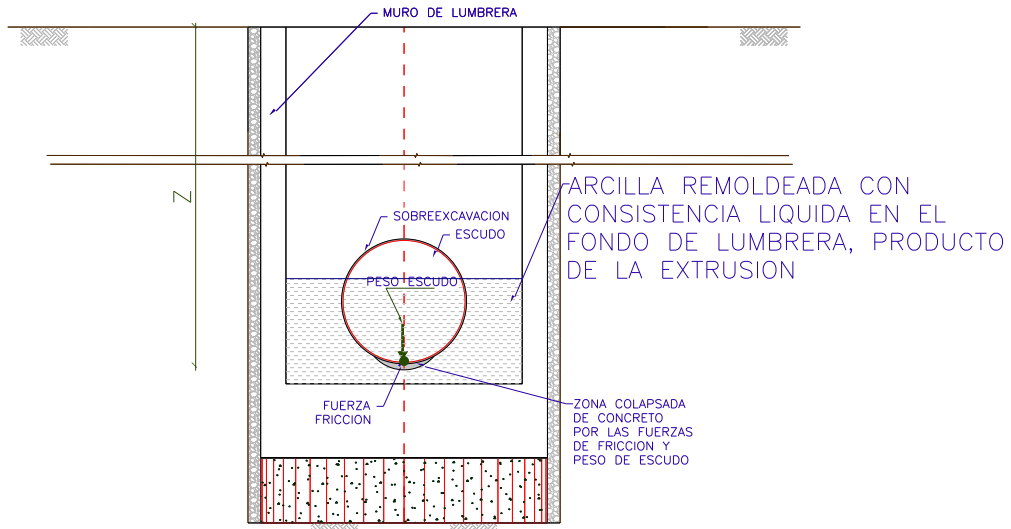 MURO DE LUMBRERA
Z
ARCILLA REMOLDEADA CON
CONSISTENCIA LIQUIDA EN EL
FONDO DE LUMBRERA, PRODUCTO
DE LA EXTRUSION
SOBREEXCAVACION
ESCUDO
PESO ESCUDO
FUERZA
FRICCION
ZONA COLAPSADA
DE CONCRETO
POR LAS FUERZAS
DE FRICCION Y
PESO DE ESCUDO